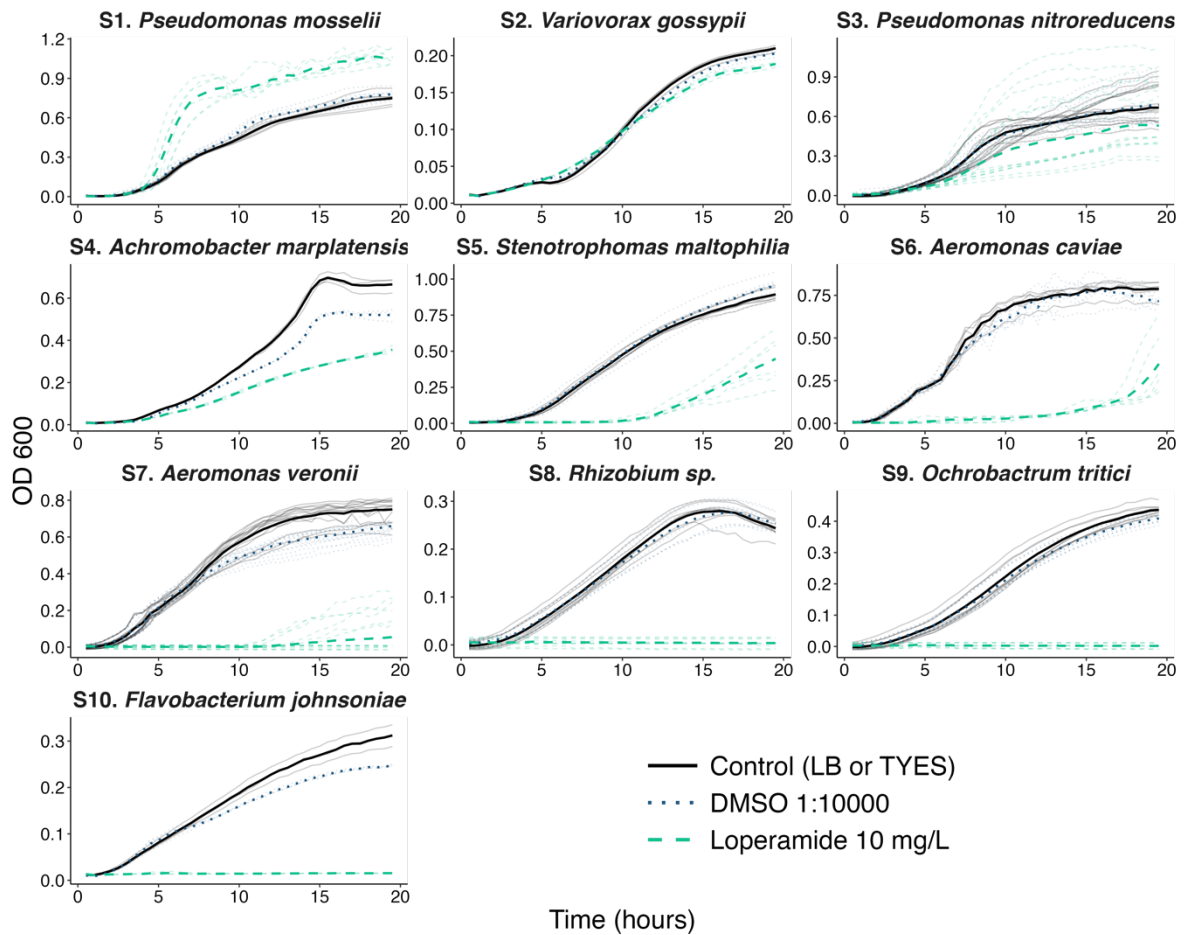 S1. Pseudomonas mosselii
S2. Variovorax gossypii
S3. Pseudomonas nitroreducens
1.2
0.9
0.6
0.3
0.0
0 5 10 15 20
0.20
0.15
0.10
0.05
0.00
0 5 10 15 20
0.9
0.6
0.3
0.0
0 5 10 15 20
S4. Achromobacter marplatensis
S5. Stenotrophomas maltophilia
S6. Aeromonas caviae
0.6
0.4
0.2
0.0
0 5 10 15 20
1.00
0.75
0.50
0.25
0.00
0 5 10 15 20
0.75
0.50
0.25
0.00
0 5 10 15 20
OD 600
S7. Aeromonas veronii
S8. Rhizobium sp.
S9. Ochrobactrum tritici
0.8
0.6
0.4
0.2
0.0
0 5 10 15 20
0.3
0.2
0.1
0.0
0 5 10 15 20
0.4
0.3
0.2
0.1
0.0
0 5 10 15 20
S10. Flavobacterium johnsoniae
0.3
0.2
0.1
0.0
0 5 10 15 20
Control (LB or TYES)
DMSO 1:10000
Loperamide 10 mg/L
Time (hours)